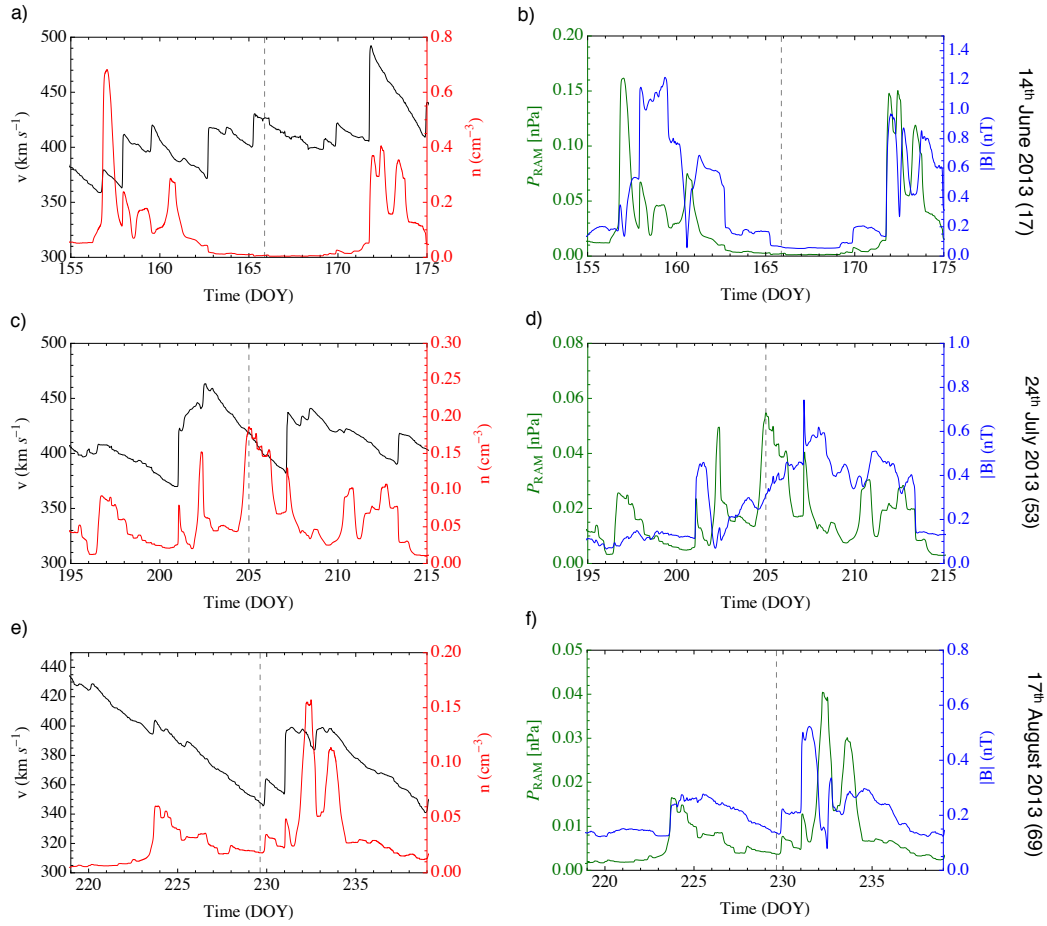 a)
500
450
400
350
300
v (km s⁻¹)
0.8
0.6
0.4
0.2
0.0
n (cm⁻³)
155 160 165 170 175
Time (DOY)
b)
0.20
0.15
0.10
0.05
0.00
P_RAM [nPa]
1.4
1.2
1.0
0.8
0.6
0.4
0.2
0.0
|B| (nT)
155 160 165 170 175
Time (DOY)
14th June 2013 (17)
c)
500
450
400
350
300
v (km s⁻¹)
0.30
0.25
0.20
0.15
0.10
0.05
0.00
n (cm⁻³)
195 200 205 210 215
Time (DOY)
d)
0.08
0.06
0.04
0.02
0.00
P_RAM [nPa]
1.0
0.8
0.6
0.4
0.2
0.0
|B| (nT)
195 200 205 210 215
Time (DOY)
24th July 2013 (53)
e)
440
420
400
380
360
340
320
300
v (km s⁻¹)
0.20
0.15
0.10
0.05
0.00
n (cm⁻³)
220 225 230 235
Time (DOY)
f)
0.05
0.04
0.03
0.02
0.01
0.00
P_RAM [nPa]
0.8
0.6
0.4
0.2
0.0
|B| (nT)
220 225 230 235
Time (DOY)
17th August 2013 (69)